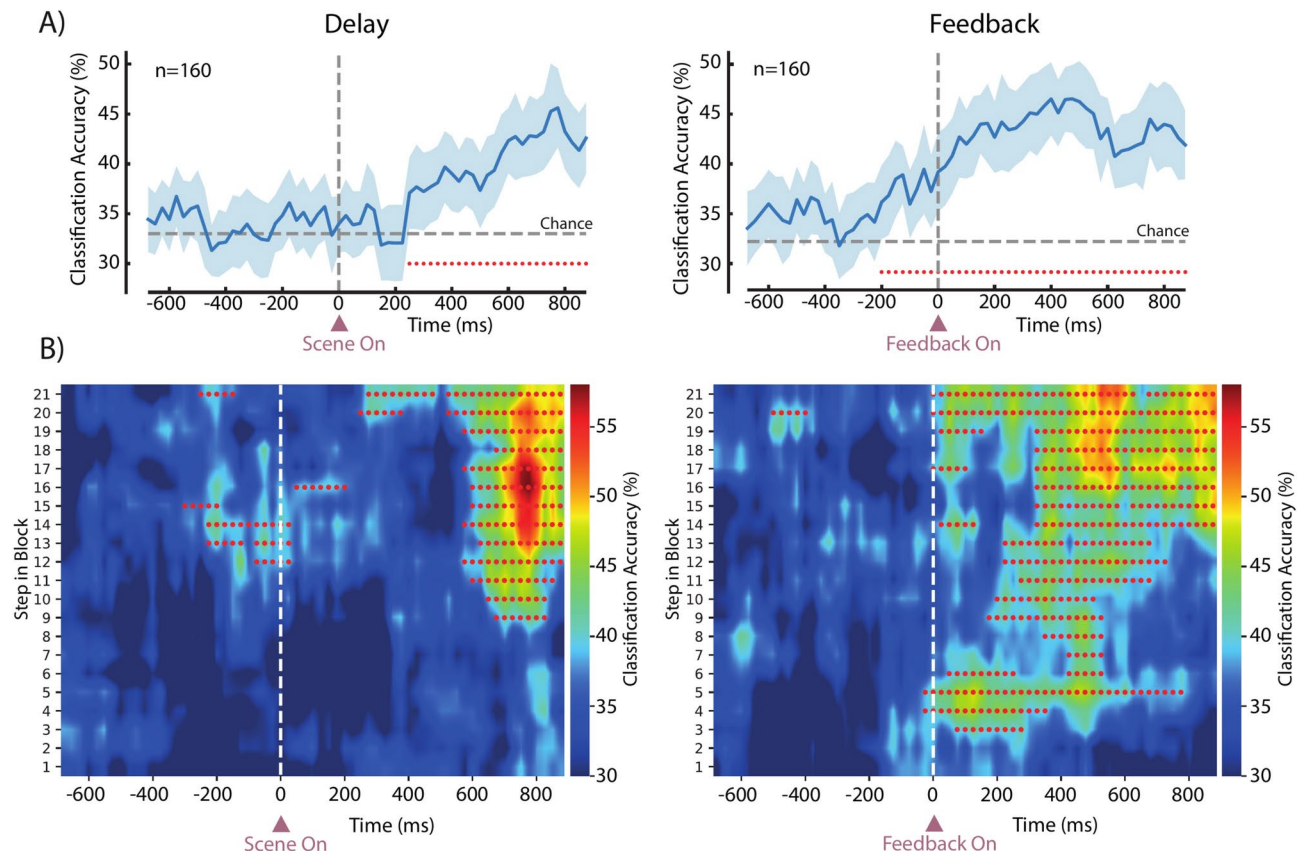 A)
Delay
Feedback
Classification Accuracy (%)
50
45
40
35
30
n=160
Chance
-600 -400 -200 0 200 400 600 800
Time (ms)
Scene On
Classification Accuracy (%)
50
45
40
35
30
n=160
Chance
-600 -400 -200 0 200 400 600 800
Time (ms)
Feedback On
B)
Step in Block
21
20
19
18
17
16
15
14
13
12
11
10
9
8
7
6
5
4
3
2
1
-600 -400 -200 0 200 400 600 800
Time (ms)
Scene On
55
50
45
40
35
30
Classification Accuracy (%)
Step in Block
21
20
19
18
17
16
15
14
13
12
11
10
9
8
7
6
5
4
3
2
1
-600 -400 -200 0 200 400 600 800
Time (ms)
Feedback On
55
50
45
40
35
30
Classification Accuracy (%)